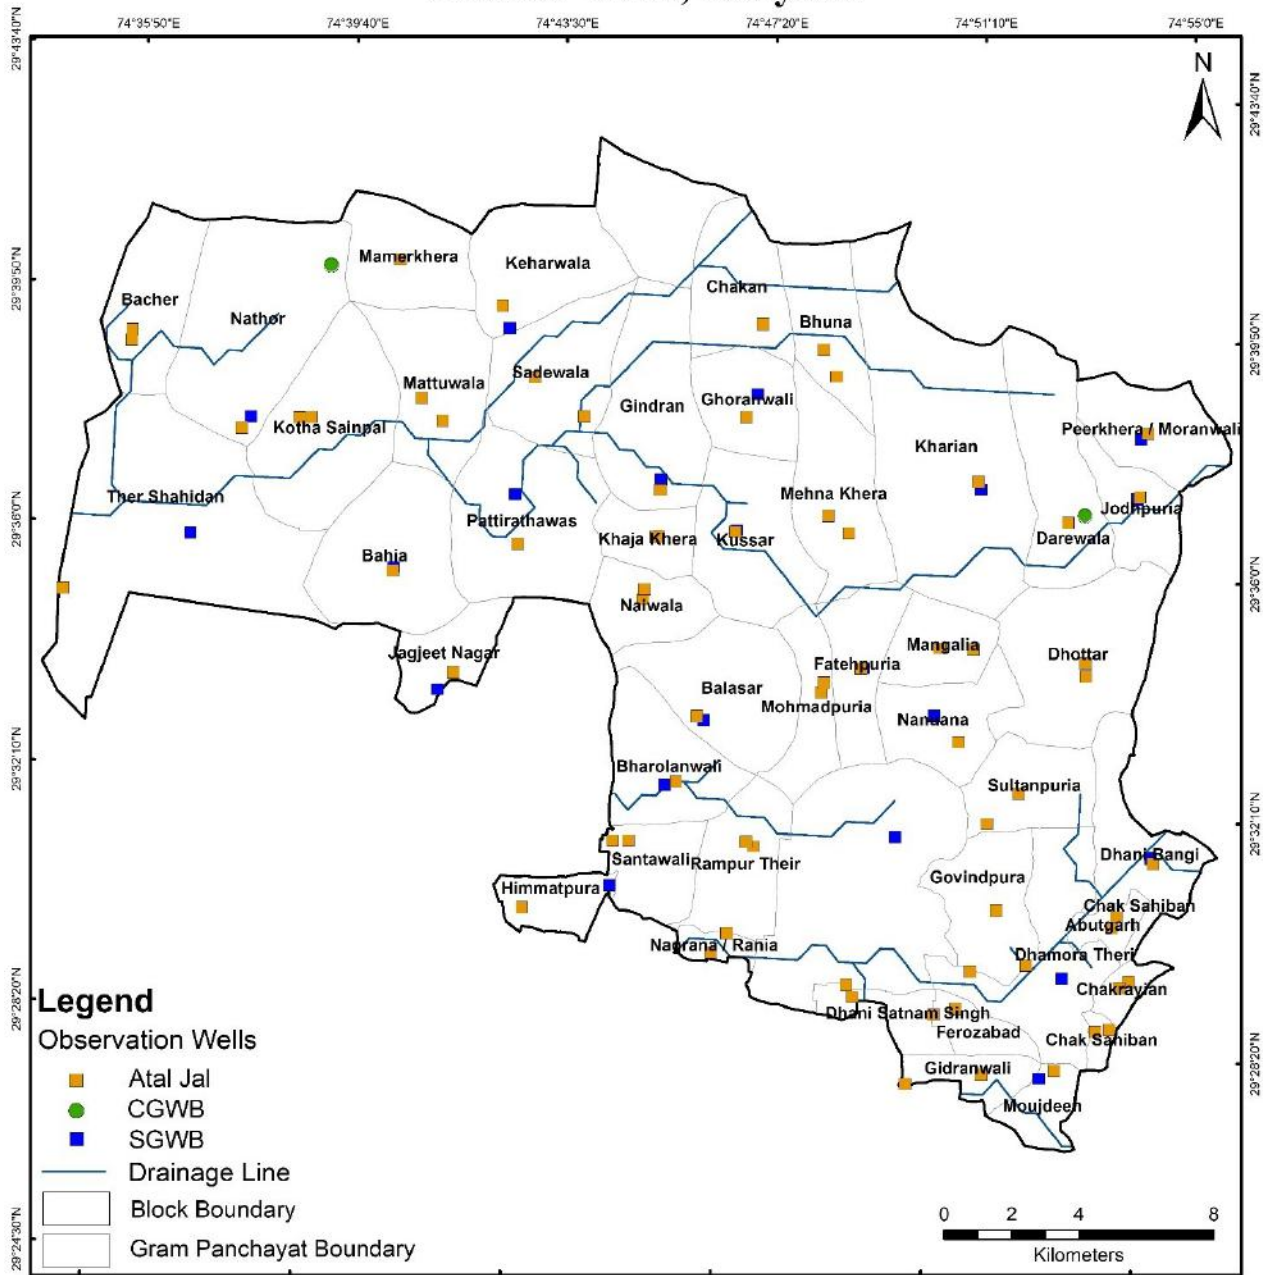 74°35'50"E 74°39'40"E 74°43'30"E 74°47'20"E 74°51'10"E 74°55'0"E
29°43'40"N
29°43'40"N
N
Mamerkhera
Keharwala
29°39'50"N
Chakan
Bacher
Nathor
Bhuna
29°39'50"N
Sadewala
Mattuwala
Ghoranwali
Gindran
Kotha Sainpal
Peerkhera / Moranwali
Kharian
Ther Shahidan
Mehna Khera
Jodhpuria
29°36'0"N
Pattirathawas
Khaja Khera
Kussar
Darewala
Bahia
29°36'0"N
Naiwala
Jagjeet Nagar
Mangalia
Dhottar
Fatehpuria
Balasar
Mohmadpuria
Nanuana
29°32'10"N
Bharolanwali
Sultanpuria
29°32'10"N
Santawali
Rampur Their
Dhani Bangi
Himmatpura
Govindpura
Chak Sahiban
Abutgarh
Nagrana / Rania
Dhamora Theri
29°28'20"N
Chakrayian
Dhani Satnam Singh
Ferozabad
Chak Sahiban
29°28'20"N
Gidranwali
Moujdeen
Legend
Observation Wells
Atal Jal
CGWB
SGWB
Drainage Line
Block Boundary
Gram Panchayat Boundary
29°24'30"N
0 2 4 8
Kilometers